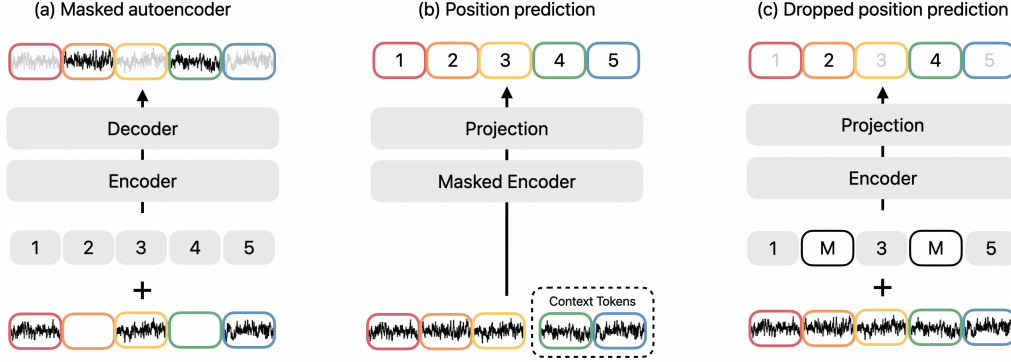 (a) Masked autoencoder
Decoder
Encoder
1 2 3 4 5
+
(b) Position prediction
1 2 3 4 5
Projection
Masked Encoder
Context Tokens
(c) Dropped position prediction
1 2 3 4 5
Projection
Encoder
1 M 3 M 5
+